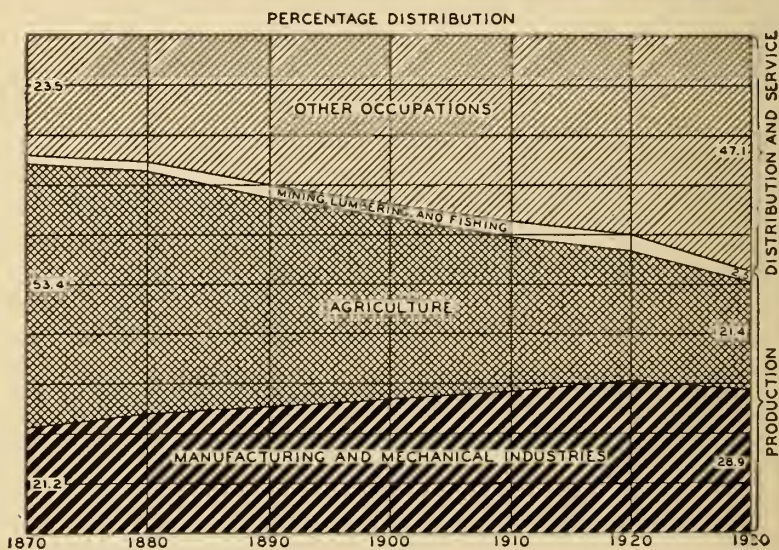 PERCENTAGE DISTRIBUTION
23.5
OTHER OCCUPATIONS
47.1
MINING LUMBERING AND FISHING
53.4
AGRICULTURE
21.4
MANUFACTURING AND MECHANICAL INDUSTRIES
21.2
28.9
1870 1880 1890 1900 1910 1920 1930
DISTRIBUTION AND SERVICE
PRODUCTION